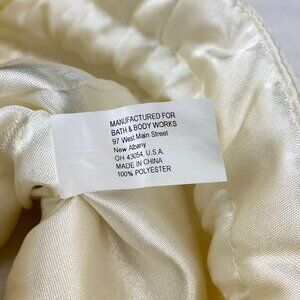 MANUFACTURED FOR
BATH & BODY WORKS
97 West Main Street
New Albany
OH 43054 U.S.A.
MADE IN CHINA
100% POLYESTER